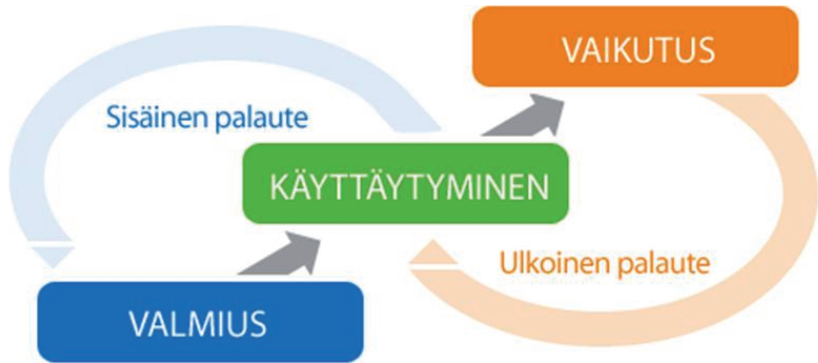 VAIKUTUS
Sisäinen palaute
KÄYTTÄYTYMINEN
Ulkoinen palaute
VALMIUS